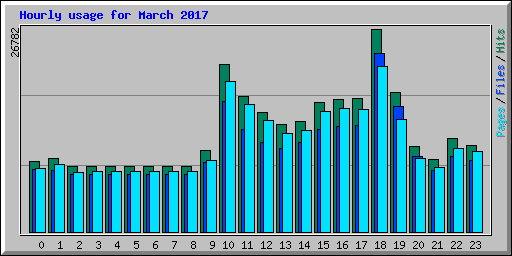 Hourly usage for March 2017
26782
Pages/Files/Hits
0 1 2 3 4 5 6 7 8 9 10 11 12 13 14 15 16 17 18 19 20 21 22 23